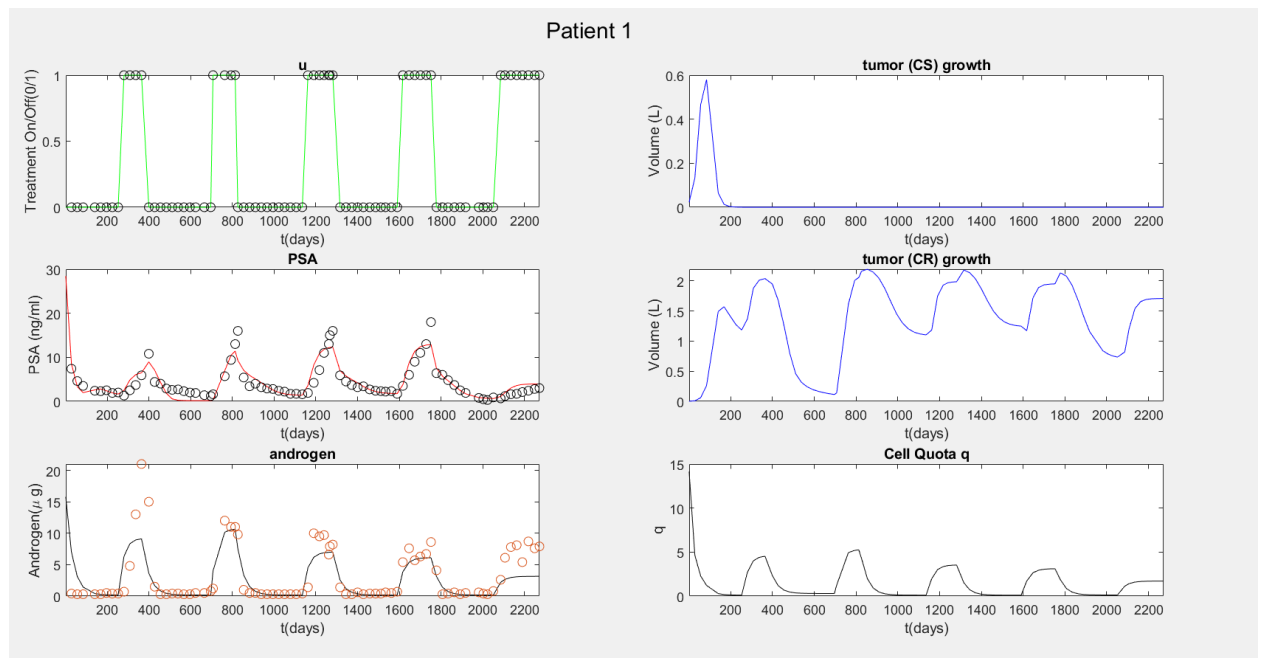 Patient 1
u
Treatment On/Off(0/1)
1
0.5
0
200 400 600 800 1000 1200 1400 1600 1800 2000 2200
t(days)
tumor (CS) growth
Volume (L)
0.6
0.4
0.2
0
200 400 600 800 1000 1200 1400 1600 1800 2000 2200
t(days)
PSA
PSA (ng/ml)
30
20
10
0
200 400 600 800 1000 1200 1400 1600 1800 2000 2200
t(days)
tumor (CR) growth
Volume (L)
2
1.5
1
0.5
0
200 400 600 800 1000 1200 1400 1600 1800 2000 2200
t(days)
androgen
Androgen(μ g)
20
15
10
5
0
200 400 600 800 1000 1200 1400 1600 1800 2000 2200
t(days)
Cell Quota q
q
15
10
5
0
200 400 600 800 1000 1200 1400 1600 1800 2000 2200
t(days)